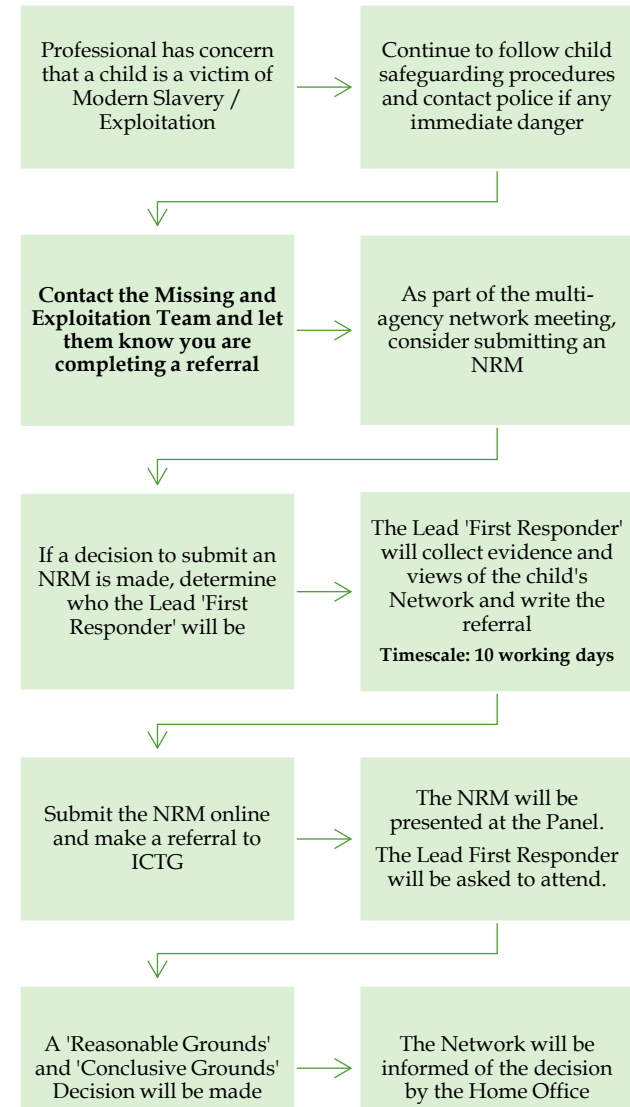 Professional has concern
that a child is a victim of
Modern Slavery /
Exploitation
Continue to follow child
safeguarding procedures
and contact police if any
immediate danger
Contact the Missing and
Exploitation Team and let
them know you are
completing a referral
As part of the multi-
agency network meeting,
consider submitting an
NRM
If a decision to submit an
NRM is made, determine
who the Lead 'First
Responder' will be
The Lead 'First Responder'
will collect evidence and
views of the child's
Network and write the
referral
Timescale: 10 working days
Submit the NRM online
and make a referral to
ICTG
The NRM will be
presented at the Panel.
The Lead First Responder
will be asked to attend.
A 'Reasonable Grounds'
and 'Conclusive Grounds'
Decision will be made
The Network will be
informed of the decision
by the Home Office